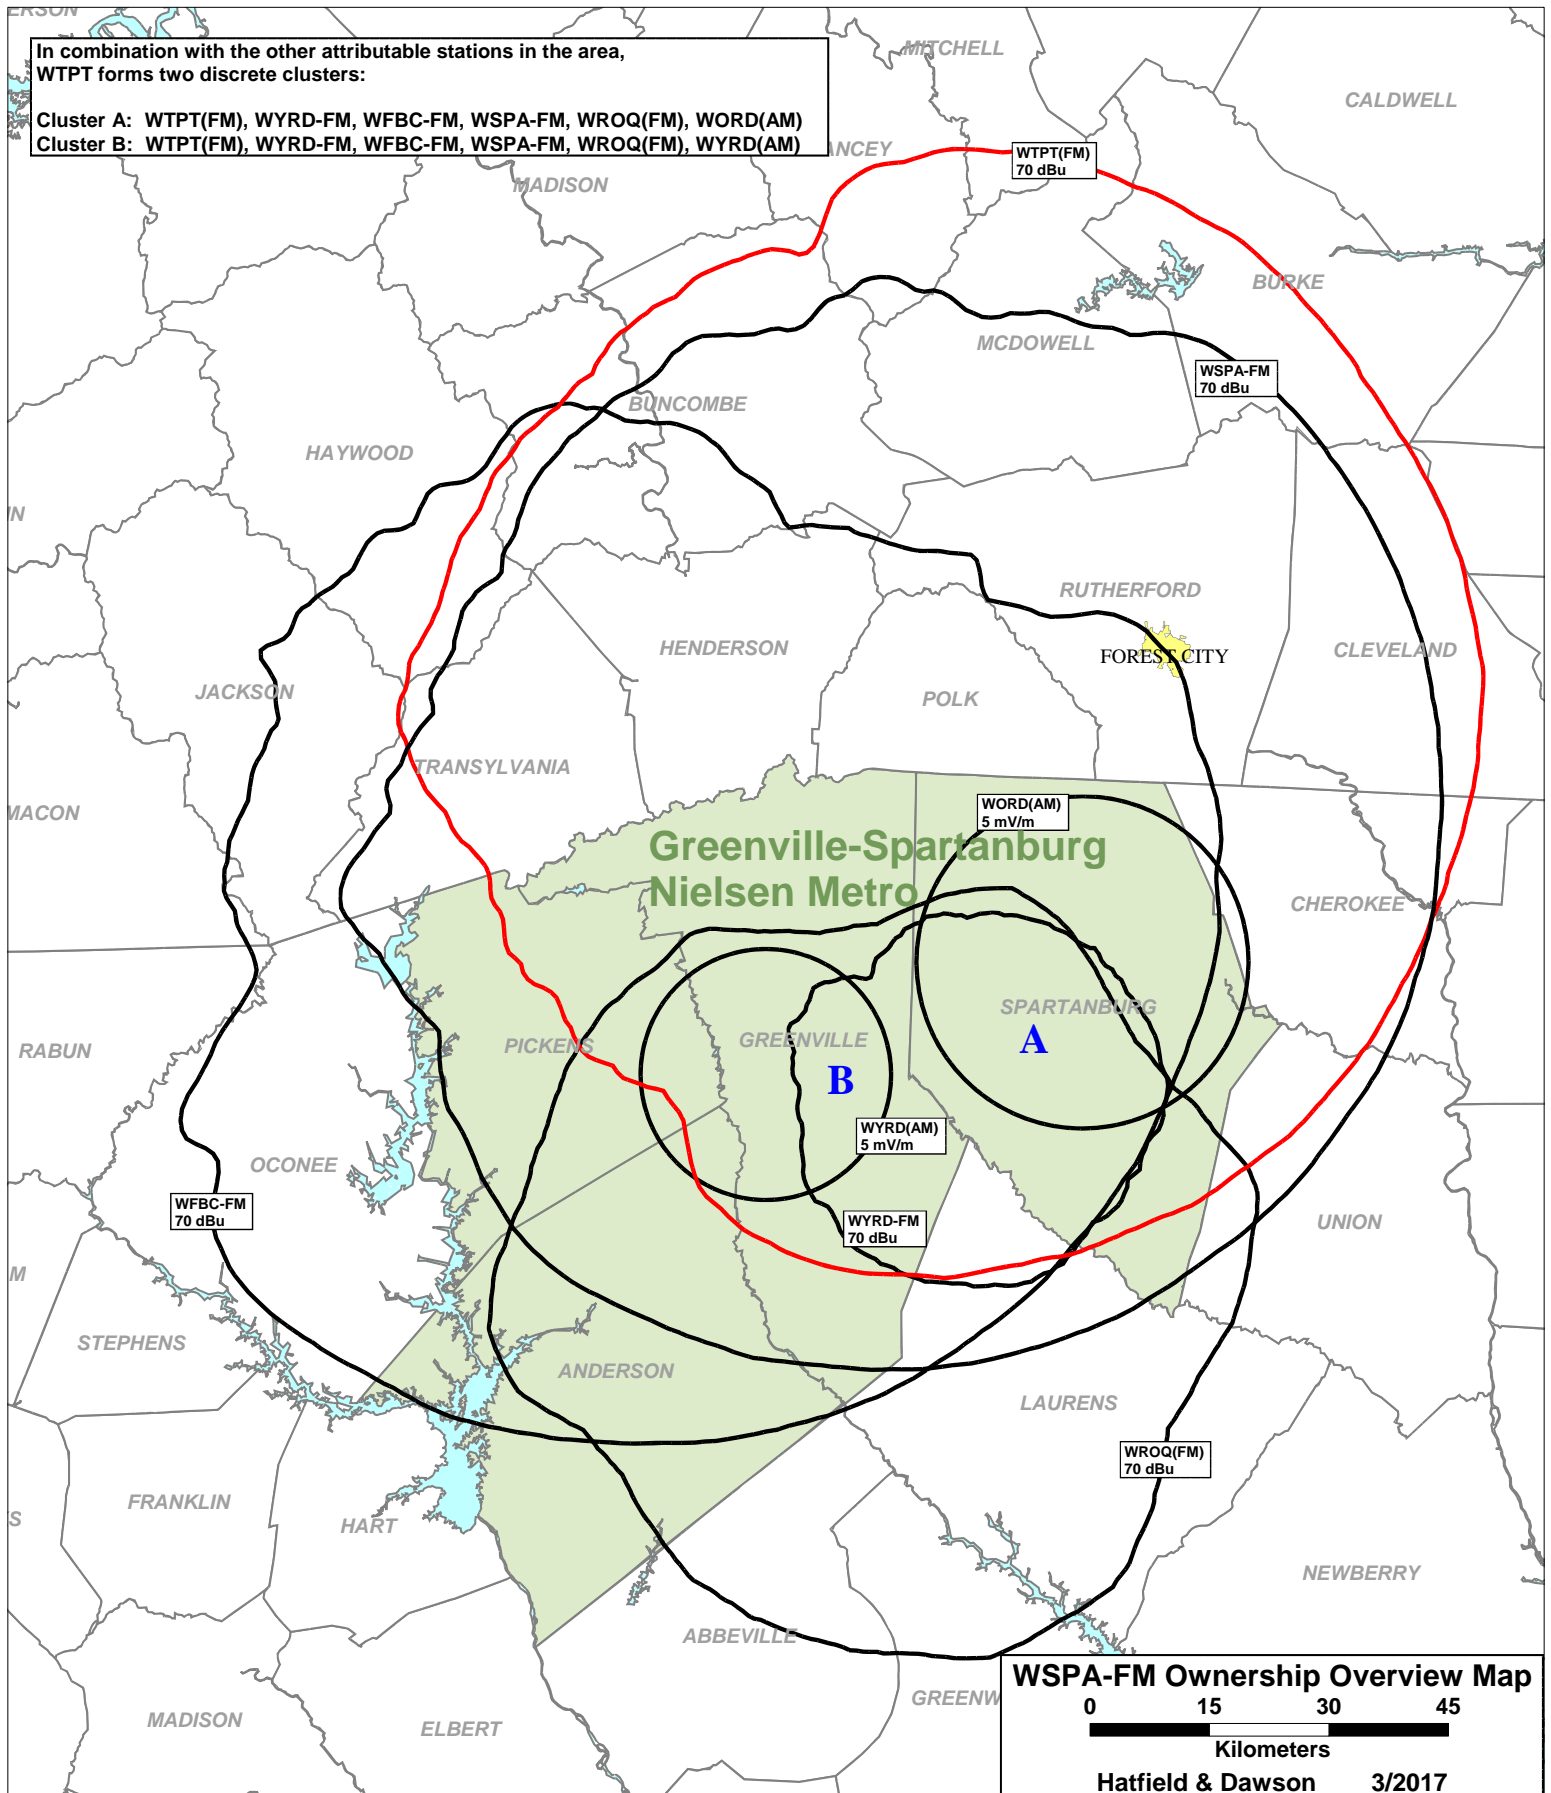 ERSON
In combination with the other attributable stations in the area,
WTPT forms two discrete clusters:
Cluster A: WTPT(FM), WYRD-FM, WFBC-FM, WSPA-FM, WROQ(FM), WORD(AM)
Cluster B: WTPT(FM), WYRD-FM, WFBC-FM, WSPA-FM, WROQ(FM), WYRD(AM)
MITCHELL
CALDWELL
ANCEY
WTPT(FM)
70 dBu
MADISON
BURKE
MCDOWELL
WSPA-FM
70 dBu
BUNCOMBE
HAYWOOD
IN
RUTHERFORD
HENDERSON
FOREST CITY
CLEVELAND
JACKSON
POLK
TRANSYLVANIA
MACON
WORD(AM)
5 mV/m
Greenville-Spartanburg
Nielsen Metro
CHEROKEE
SPARTANBURG
RABUN
PICKENS
GREENVILLE
A
B
WYRD(AM)
5 mV/m
OCONEE
WFBC-FM
70 dBu
WYRD-FM
70 dBu
UNION
M
STEPHENS
ANDERSON
LAURENS
WROQ(FM)
70 dBu
FRANKLIN
S
HART
NEWBERRY
ABBEVILLE
GREENW
MADISON
ELBERT
WSPA-FM Ownership Overview Map
0 15 30 45
Kilometers
Hatfield & Dawson 3/2017